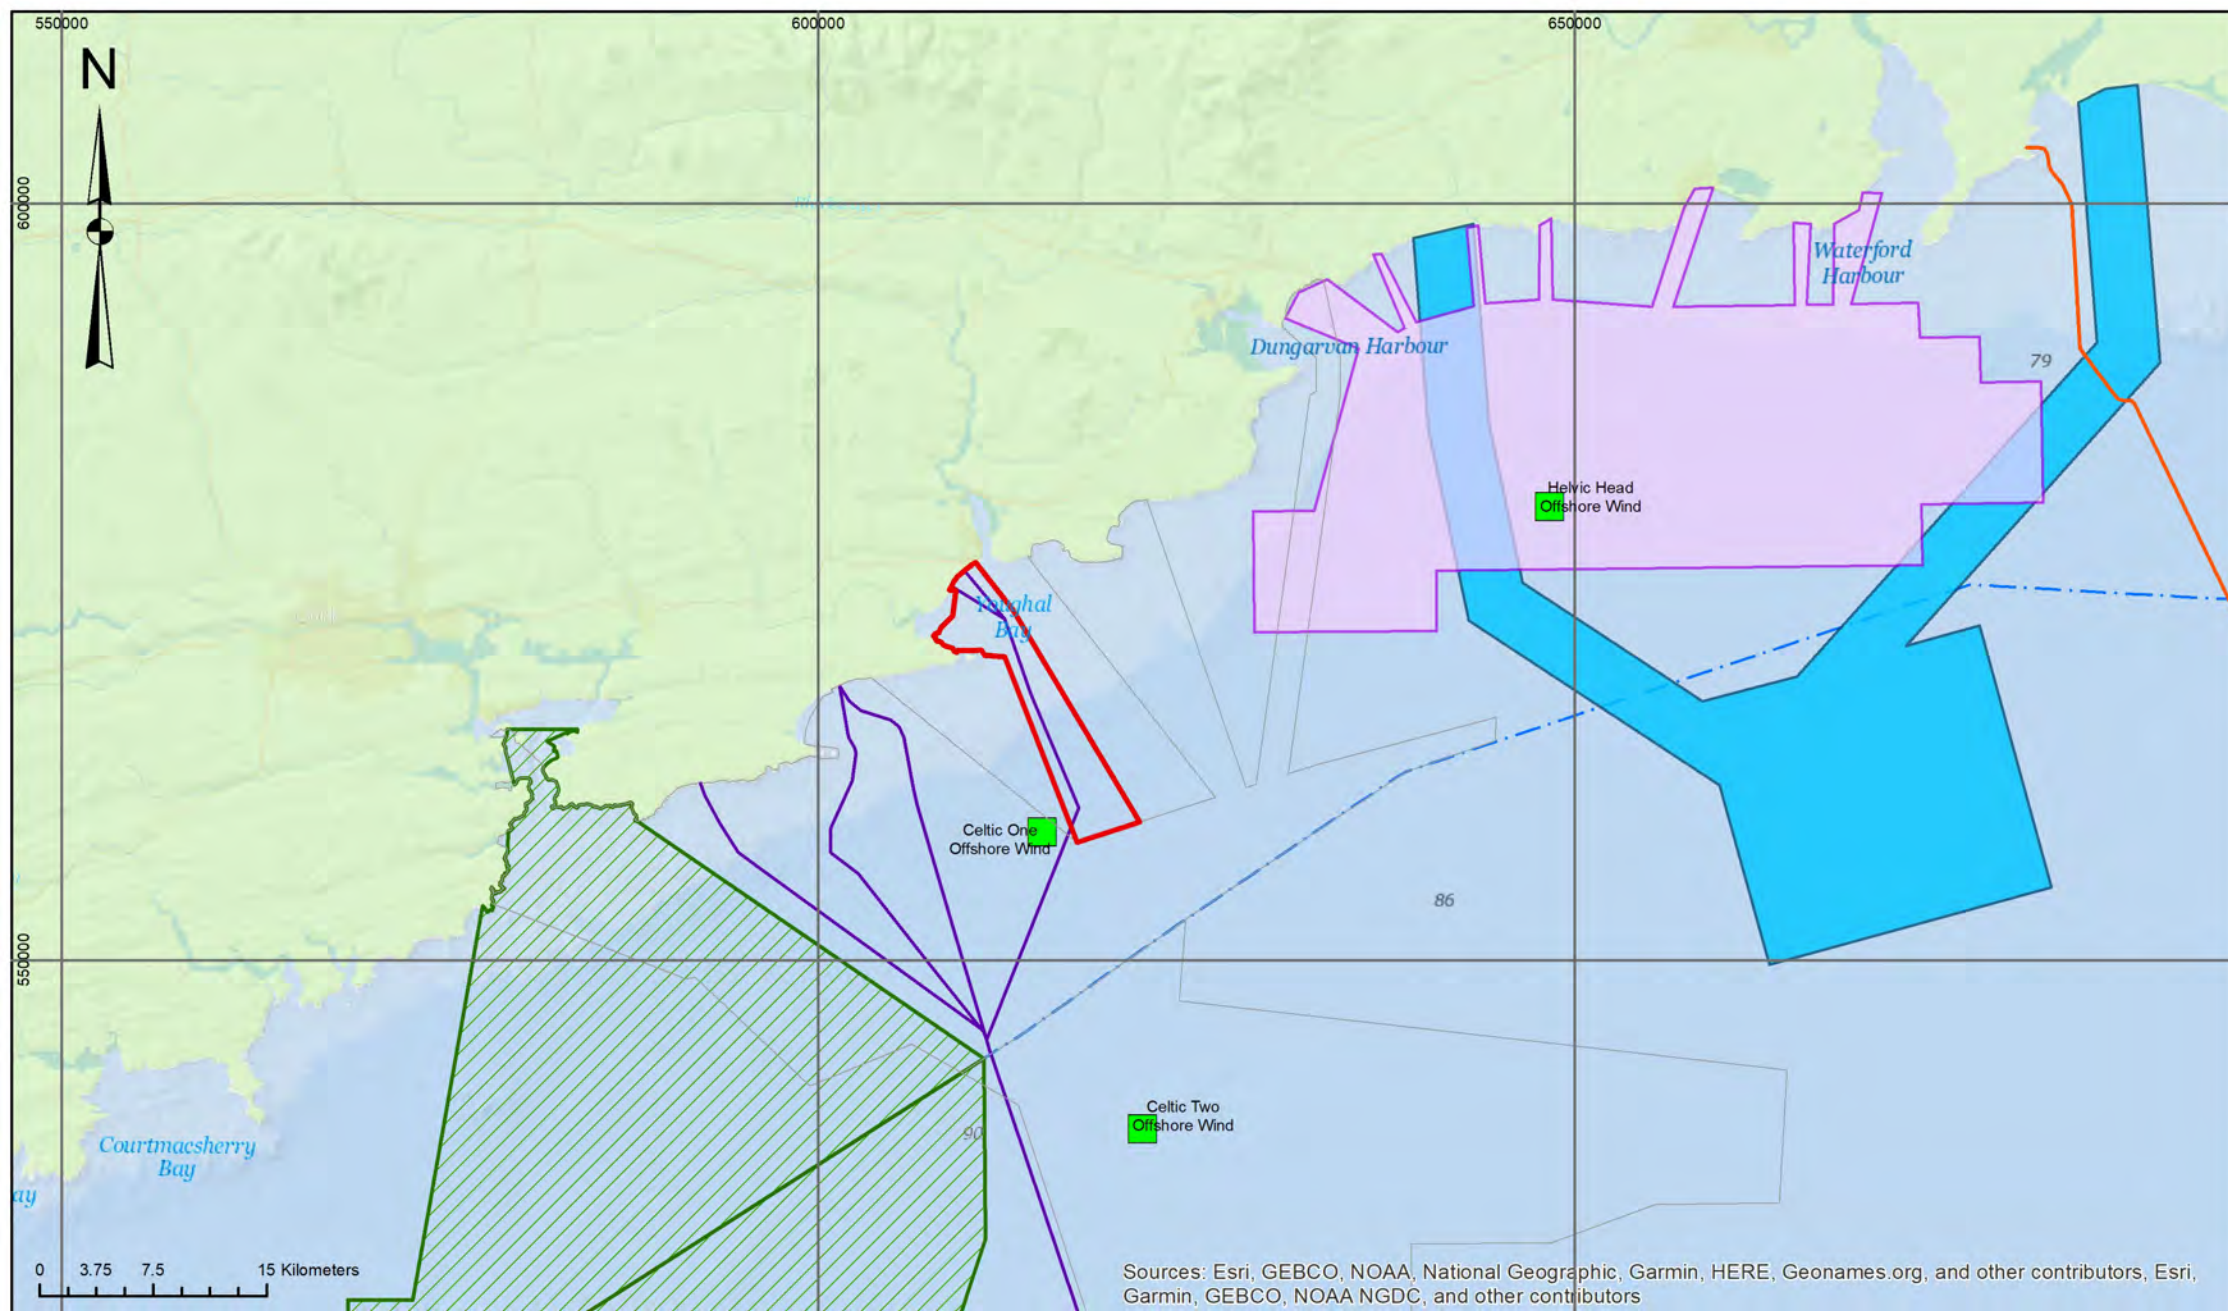 550000
600000
650000
N
600000
Waterford
Harbour
Dungarvan Harbour
79
Helvic Head
Offshore Wind
Youghal
Bay
Celtic One
Offshore Wind
86
550000
Celtic Two
Offshore Wind
90
Courtmacsherry
Bay
ay
0 3.75 7.5 15 Kilometers
Sources: Esri, GEBCO, NOAA, National Geographic, Garmin, HERE, Geonames.org, and other contributors, Esri,
Garmin, GEBCO, NOAA NGDC, and other contributors